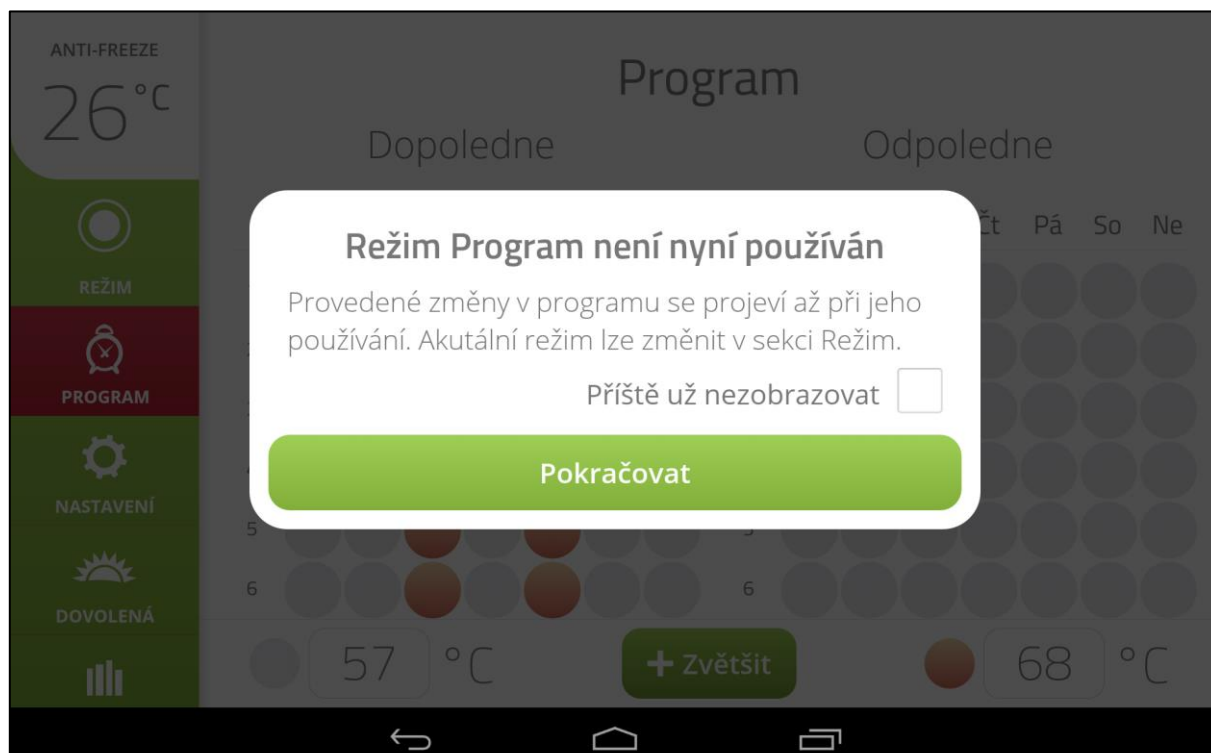 ANTI-FREEZE
26 °C
Program
Dopoledne
Odpoledne
Čt Pá So Ne
REŽIM
PROGRAM
NASTAVENÍ
DOVOLENÁ
Režim Program není nyní používán
Provedené změny v programu se projeví až při jeho
používání. Akutální režim lze změnit v sekci Režim.
Příště už nezobrazovat
Pokračovat
5
6 6
57 °C
+ Zvětšit
68 °C